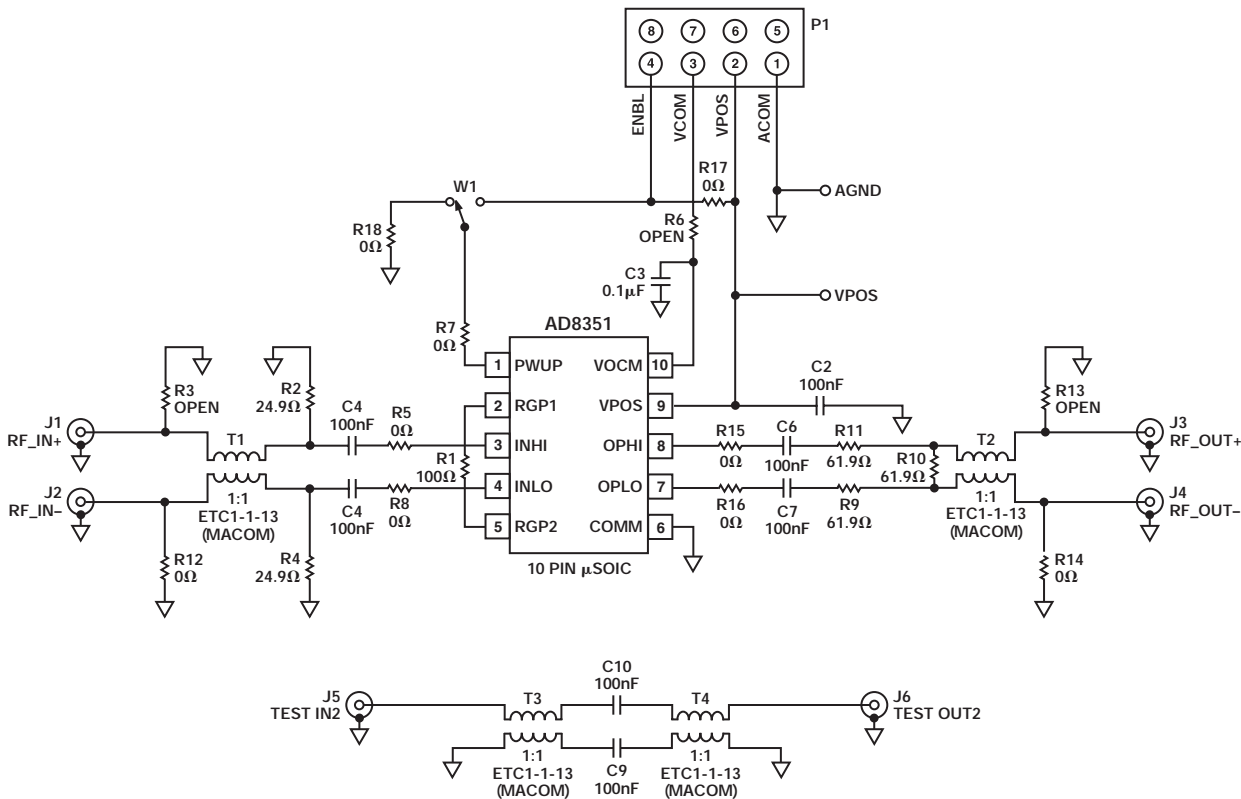 P1
8 7 6 5
4 3 2 1
ENBL
VCOM
VPOS
ACOM
R17
0Ω
AGND
W1
R18
0Ω
R6
OPEN
C3
0.1μF
VPOS
R7
0Ω
AD8351
1 PWUP
2 RGP1
3 INHI
4 INLO
5 RGP2
VOCM 10
VPOS 9
OPHI 8
OPLO 7
COMM 6
10 PIN μSOIC
J1
RF_IN+
J2
RF_IN–
R3
OPEN
R2
24.9Ω
T1
1:1
ETC1-1-13
(MACOM)
R12
0Ω
R4
24.9Ω
C4
100nF
R5
0Ω
C4
100nF
R8
0Ω
R1
100Ω
C2
100nF
R15
0Ω
C6
100nF
R11
61.9Ω
R10
61.9Ω
R16
0Ω
C7
100nF
R9
61.9Ω
T2
1:1
ETC1-1-13
(MACOM)
R13
OPEN
R14
0Ω
J3
RF_OUT+
J4
RF_OUT–
J5
TEST IN2
T3
1:1
ETC1-1-13
(MACOM)
C10
100nF
C9
100nF
T4
1:1
ETC1-1-13
(MACOM)
J6
TEST OUT2